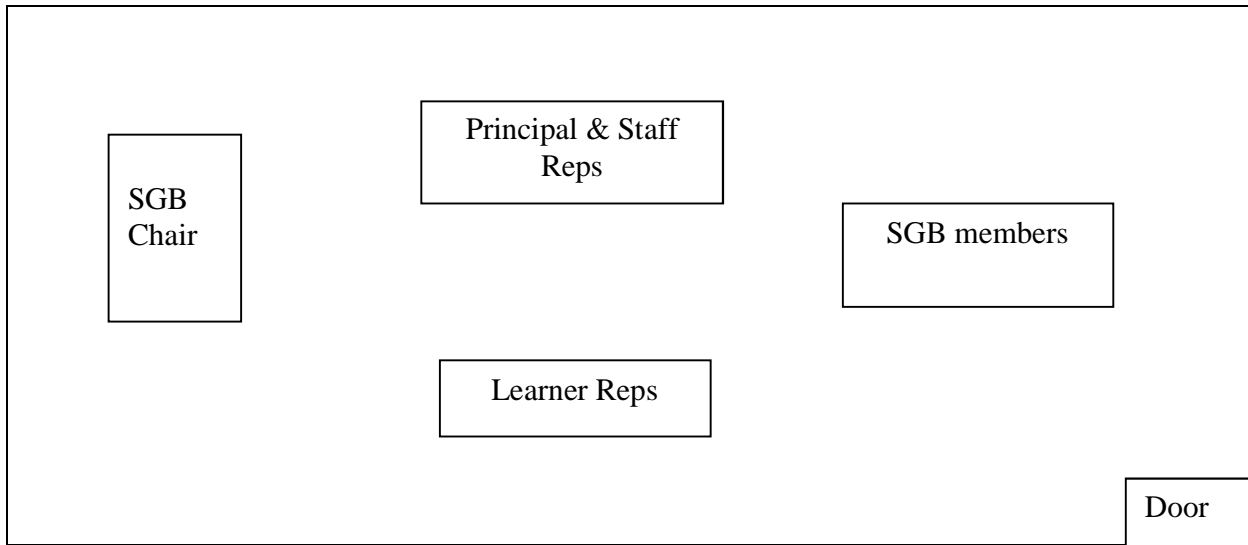 SGB
Chair
Principal & Staff
Reps
SGB members
Learner Reps
Door